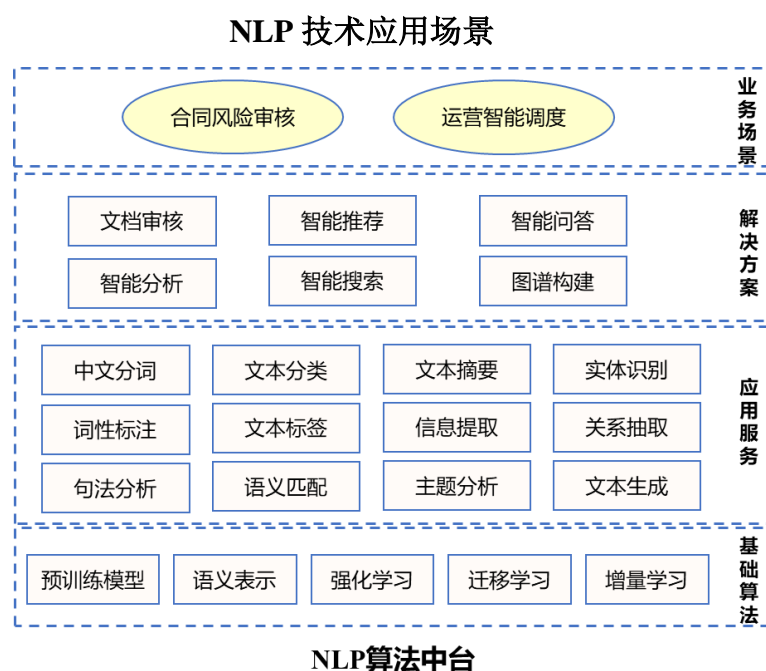 NLP 技术应用场景
合同风险审核 运营智能调度
业务场景
文档审核 智能推荐 智能问答
智能分析 智能搜索 图谱构建
解决方案
中文分词 文本分类 文本摘要 实体识别
词性标注 文本标签 信息提取 关系抽取
句法分析 语义匹配 主题分析 文本生成
应用服务
预训练模型 语义表示 强化学习 迁移学习 增量学习
基础算法
NLP算法中台